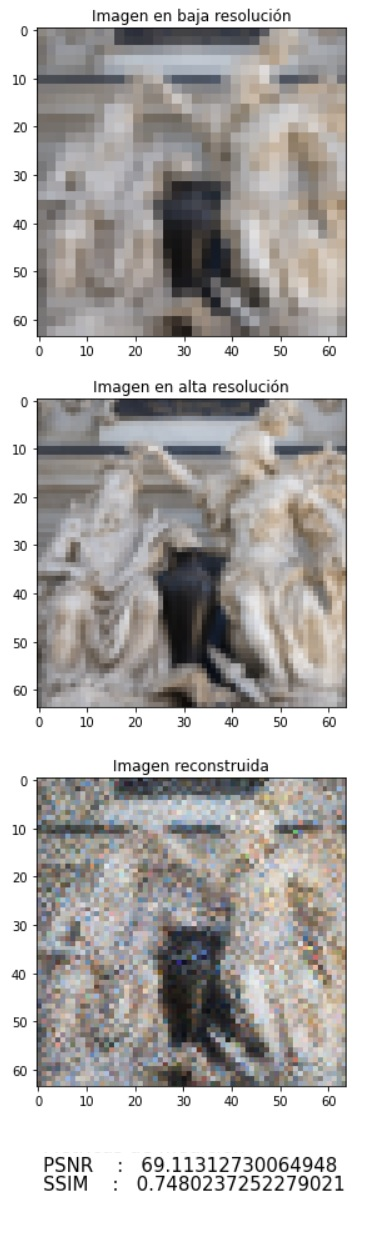 Imagen en baja resolución
0
10
20
30
40
50
60
0 10 20 30 40 50 60
Imagen en alta resolución
0
10
20
30
40
50
60
0 10 20 30 40 50 60
Imagen reconstruida
0
10
20
30
40
50
60
0 10 20 30 40 50 60
PSNR : 69.11312730064948
SSIM : 0.7480237252279021